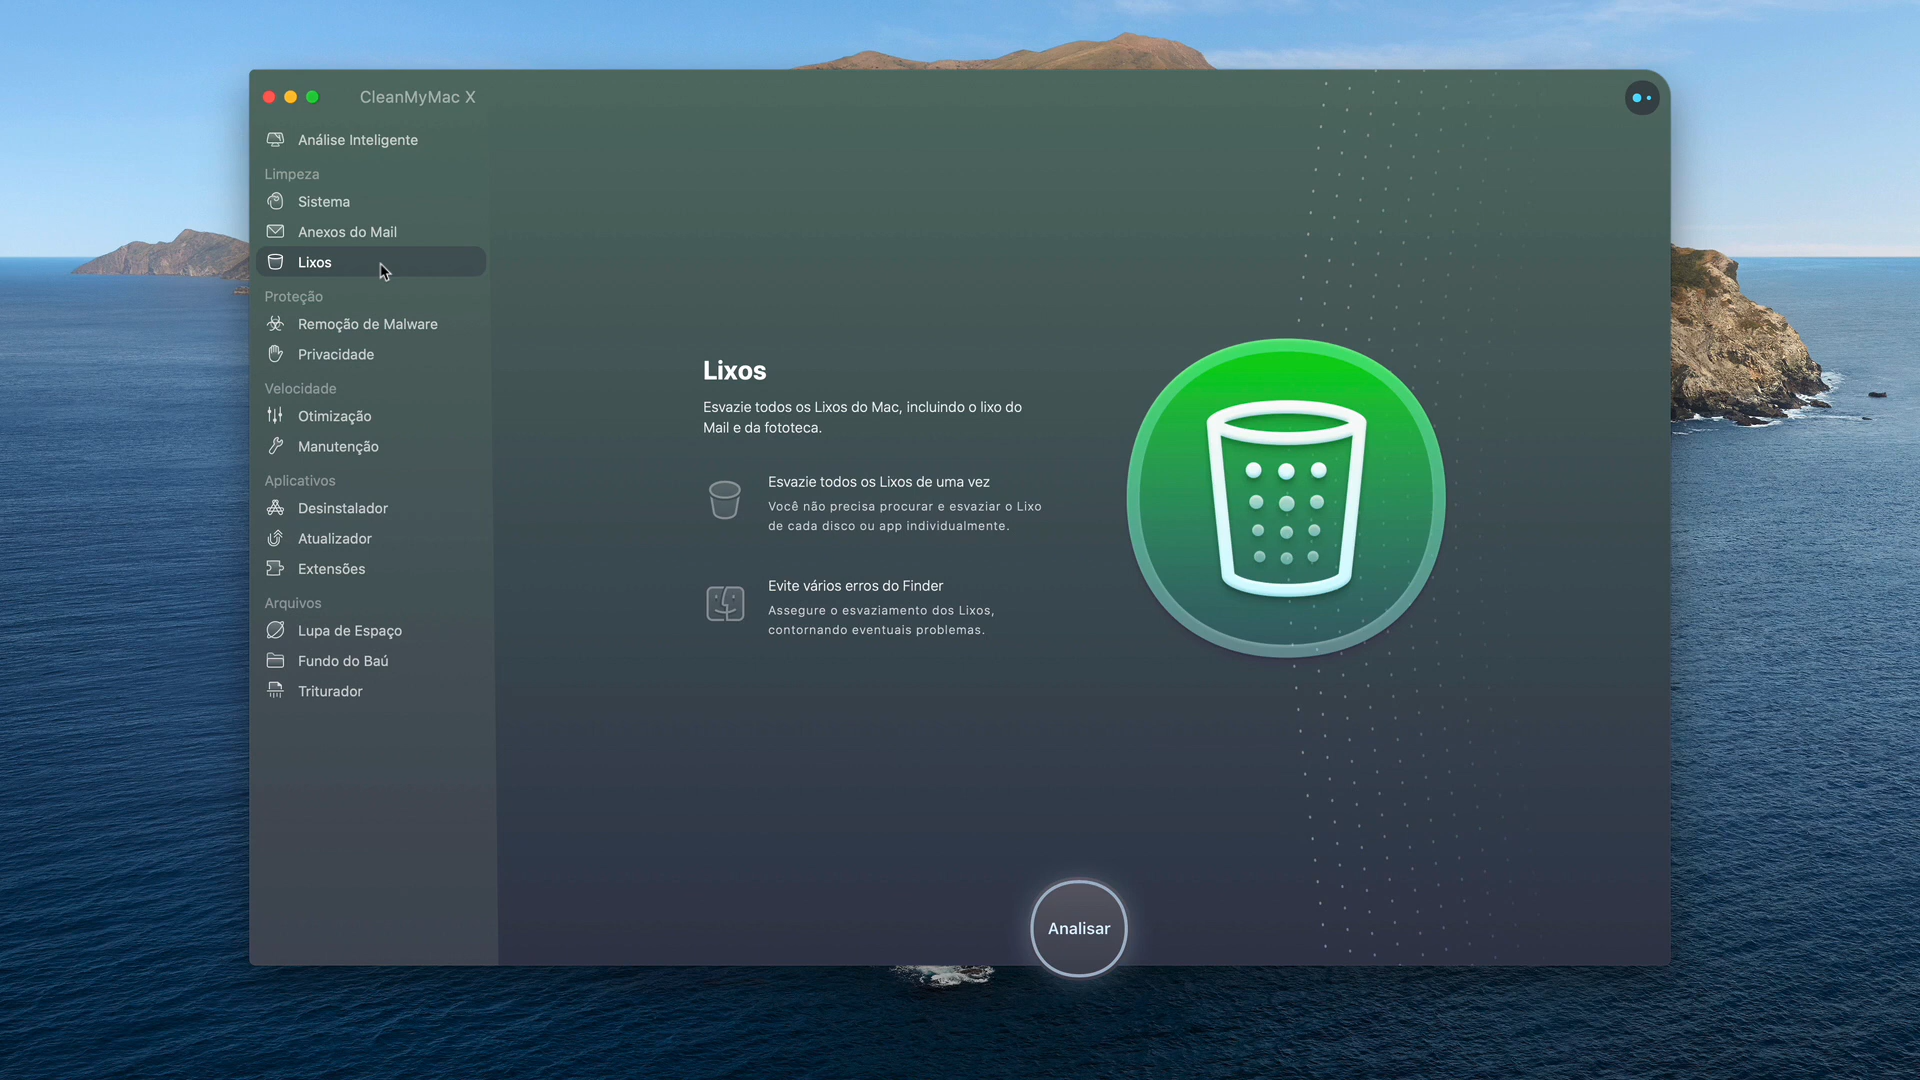 CleanMyMac X
Análise Inteligente
Limpeza
Sistema
Anexos do Mail
Lixos
Proteção
Remoção de Malware
Privacidade
Velocidade
Otimização
Manutenção
Aplicativos
Desinstalador
Atualizador
Extensões
Arquivos
Lupa de Espaço
Fundo do Baú
Triturador
Lixos
Esvazie todos os Lixos do Mac, incluindo o lixo do
Mail e da fototeca.
Esvazie todos os Lixos de uma vez
Você não precisa procurar e esvaziar o Lixo
de cada disco ou app individualmente.
Evite vários erros do Finder
Assegure o esvaziamento dos Lixos,
contornando eventuais problemas.
Analisar